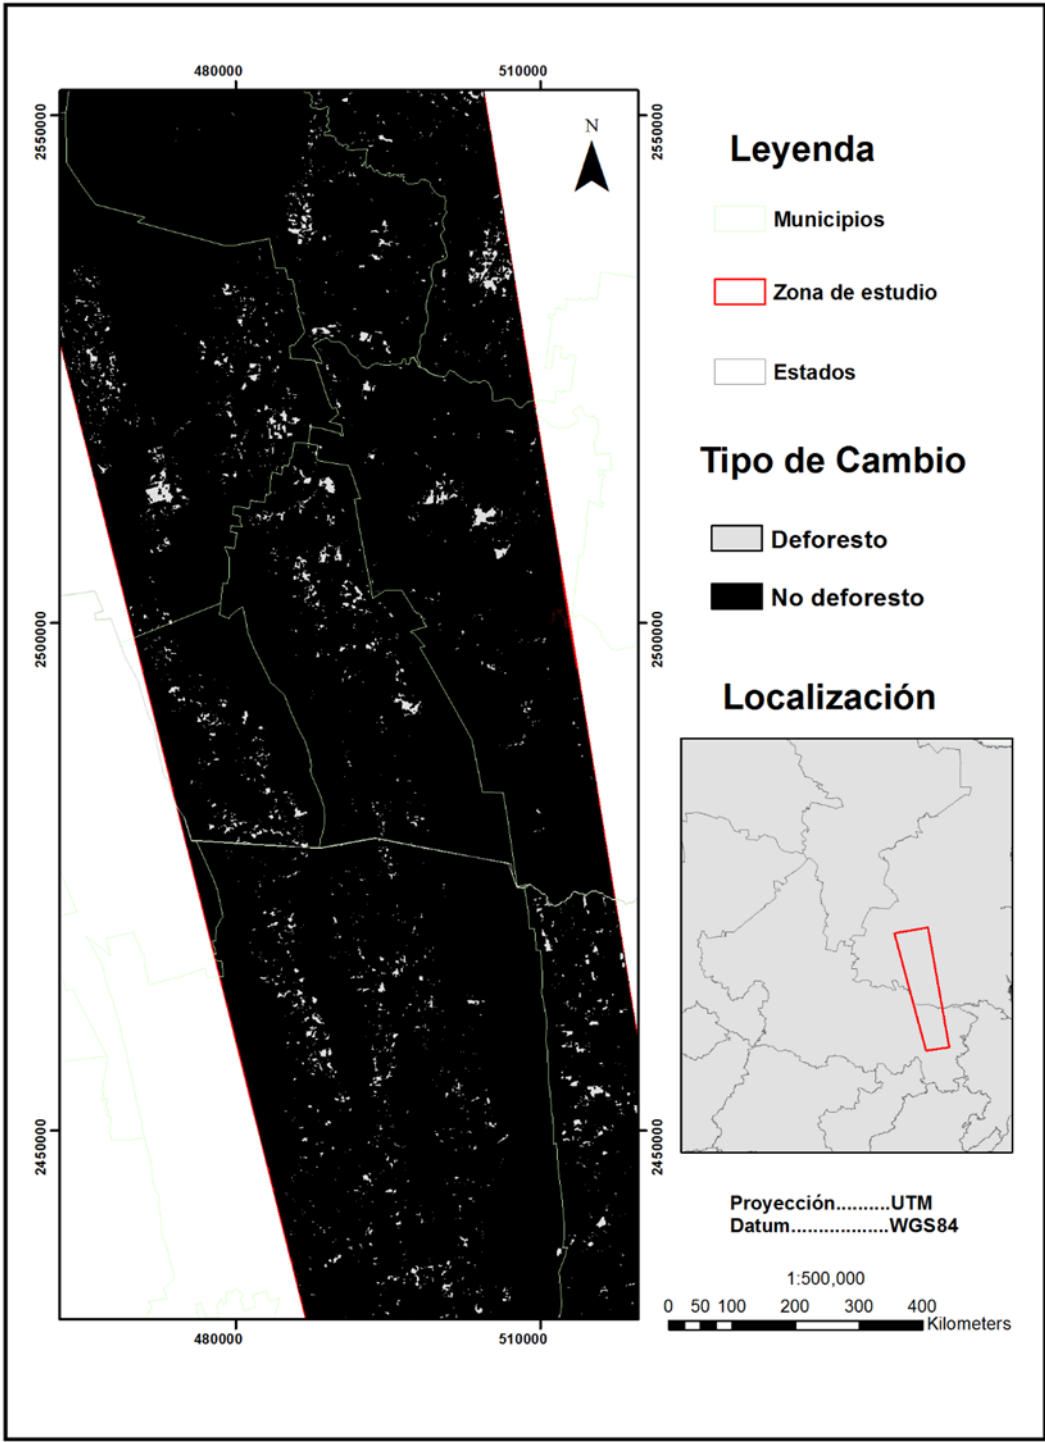 480000
510000
2550000
2550000
N
Leyenda
Municipios
Zona de estudio
Estados
Tipo de Cambio
Deforesto
No deforesto
2500000
2500000
Localización
2450000
2450000
Proyección..........UTM
Datum..................WGS84
1:500,000
0 50 100 200 300 400
Kilometers
480000
510000